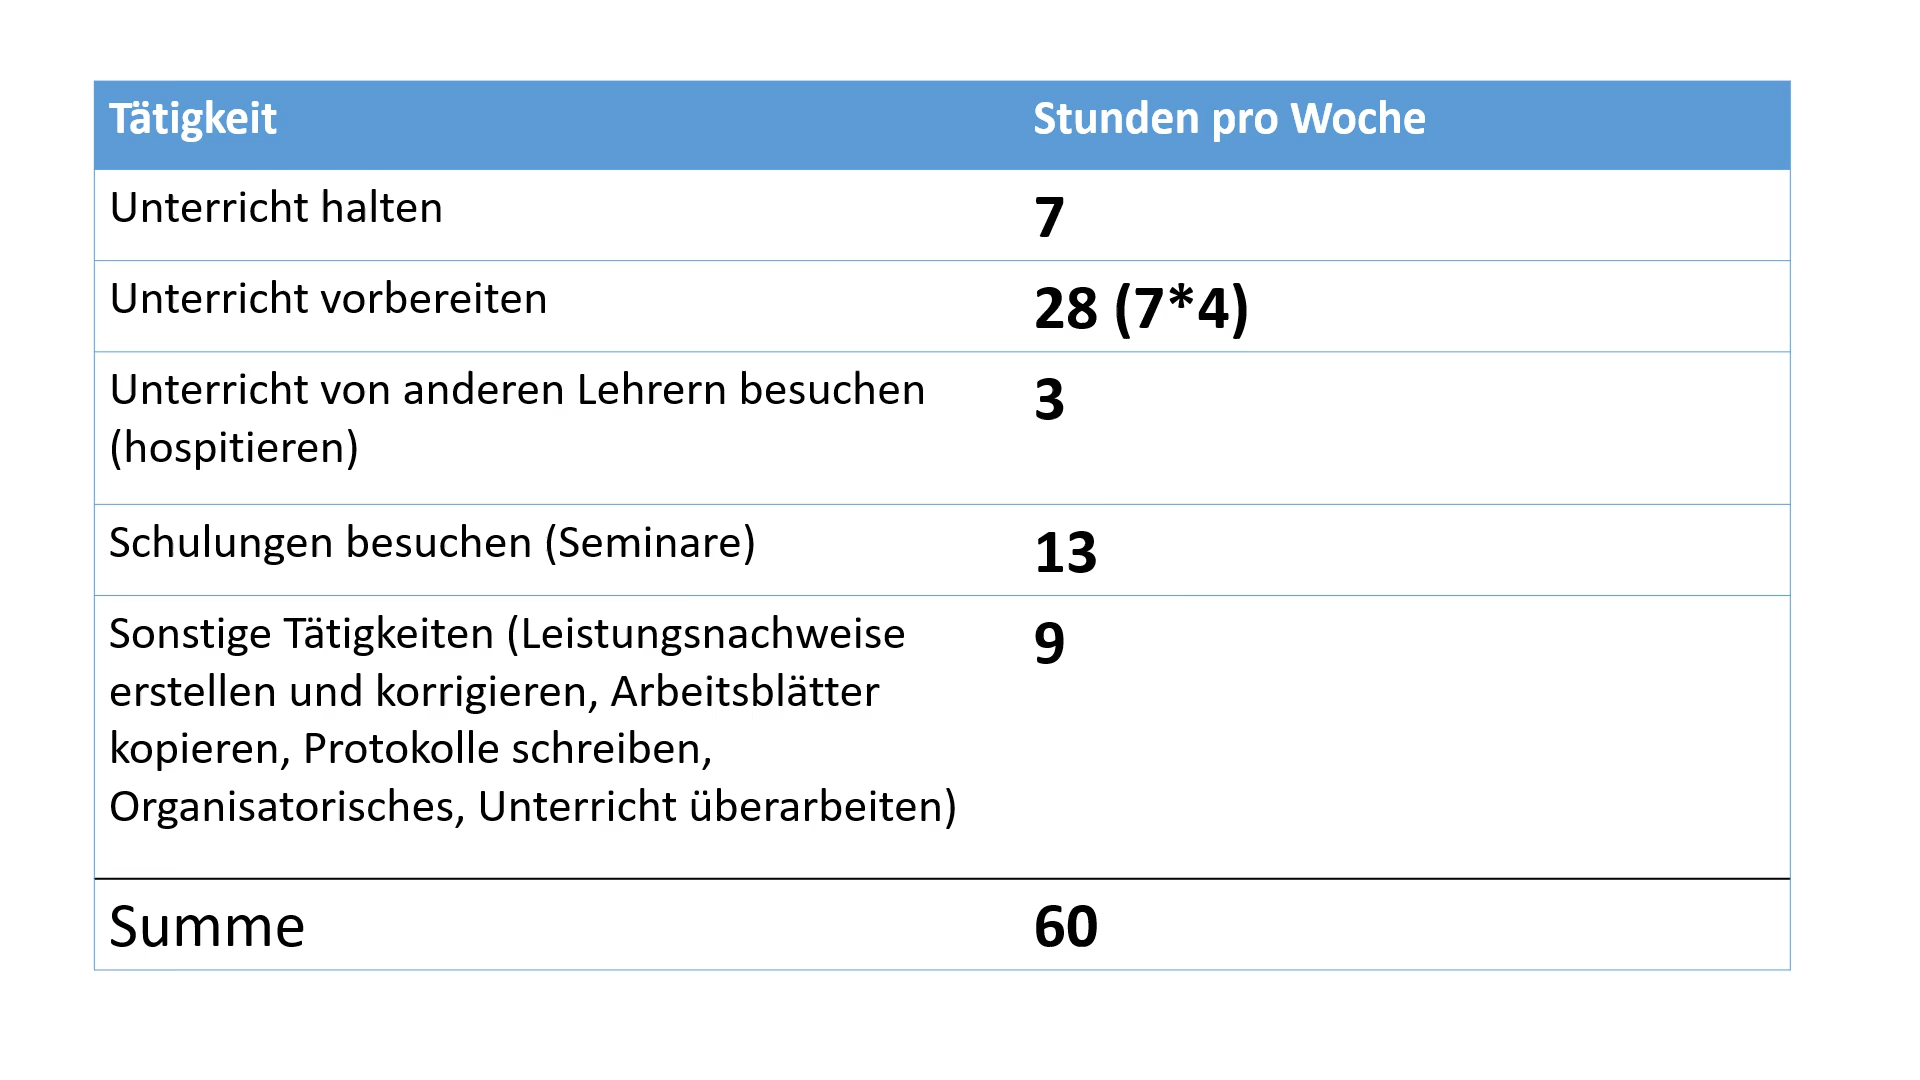 Tätigkeit
Stunden pro Woche
Unterricht halten
7
Unterricht vorbereiten
28 (7*4)
Unterricht von anderen Lehrern besuchen
(hospitieren)
3
Schulungen besuchen (Seminare)
13
Sonstige Tätigkeiten (Leistungsnachweise
erstellen und korrigieren, Arbeitsblätter
kopieren, Protokolle schreiben,
Organisatorisches, Unterricht überarbeiten)
9
Summe
60